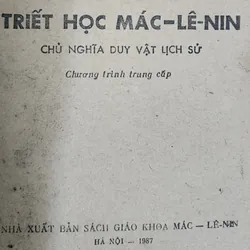 TRIẾT HỌC MÁC-LÊ-NIN
CHỦ NGHĨA DUY VẬT LỊCH SỬ
Chương trình trung cấp
NHÀ XUẤT BẢN SÁCH GIÁO KHOA MÁC - LÊ-NIN
HÀ NỘI - 1987